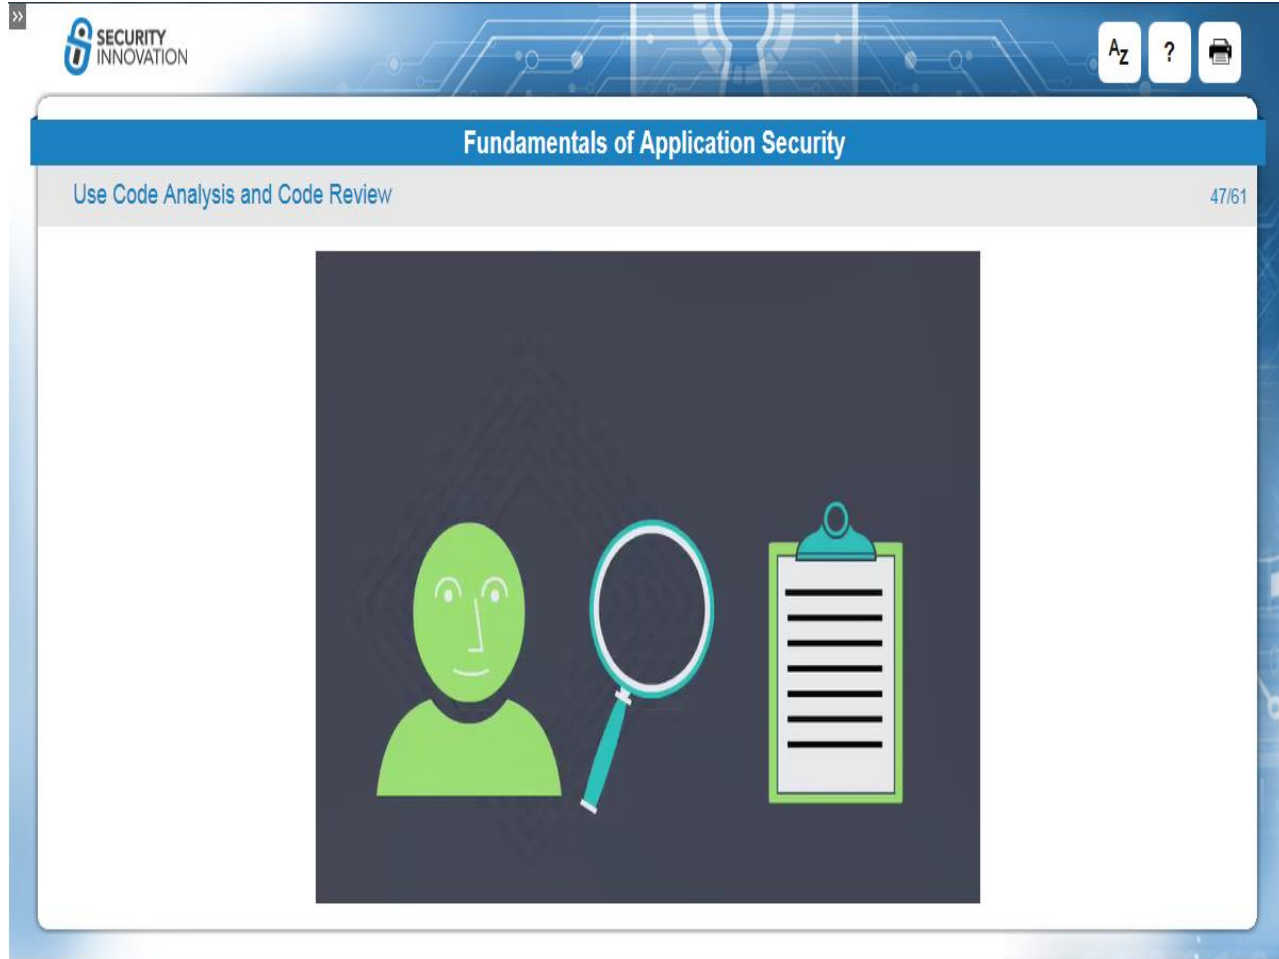 »
SECURITY
INNOVATION
AZ
?
Fundamentals of Application Security
Use Code Analysis and Code Review
47/61